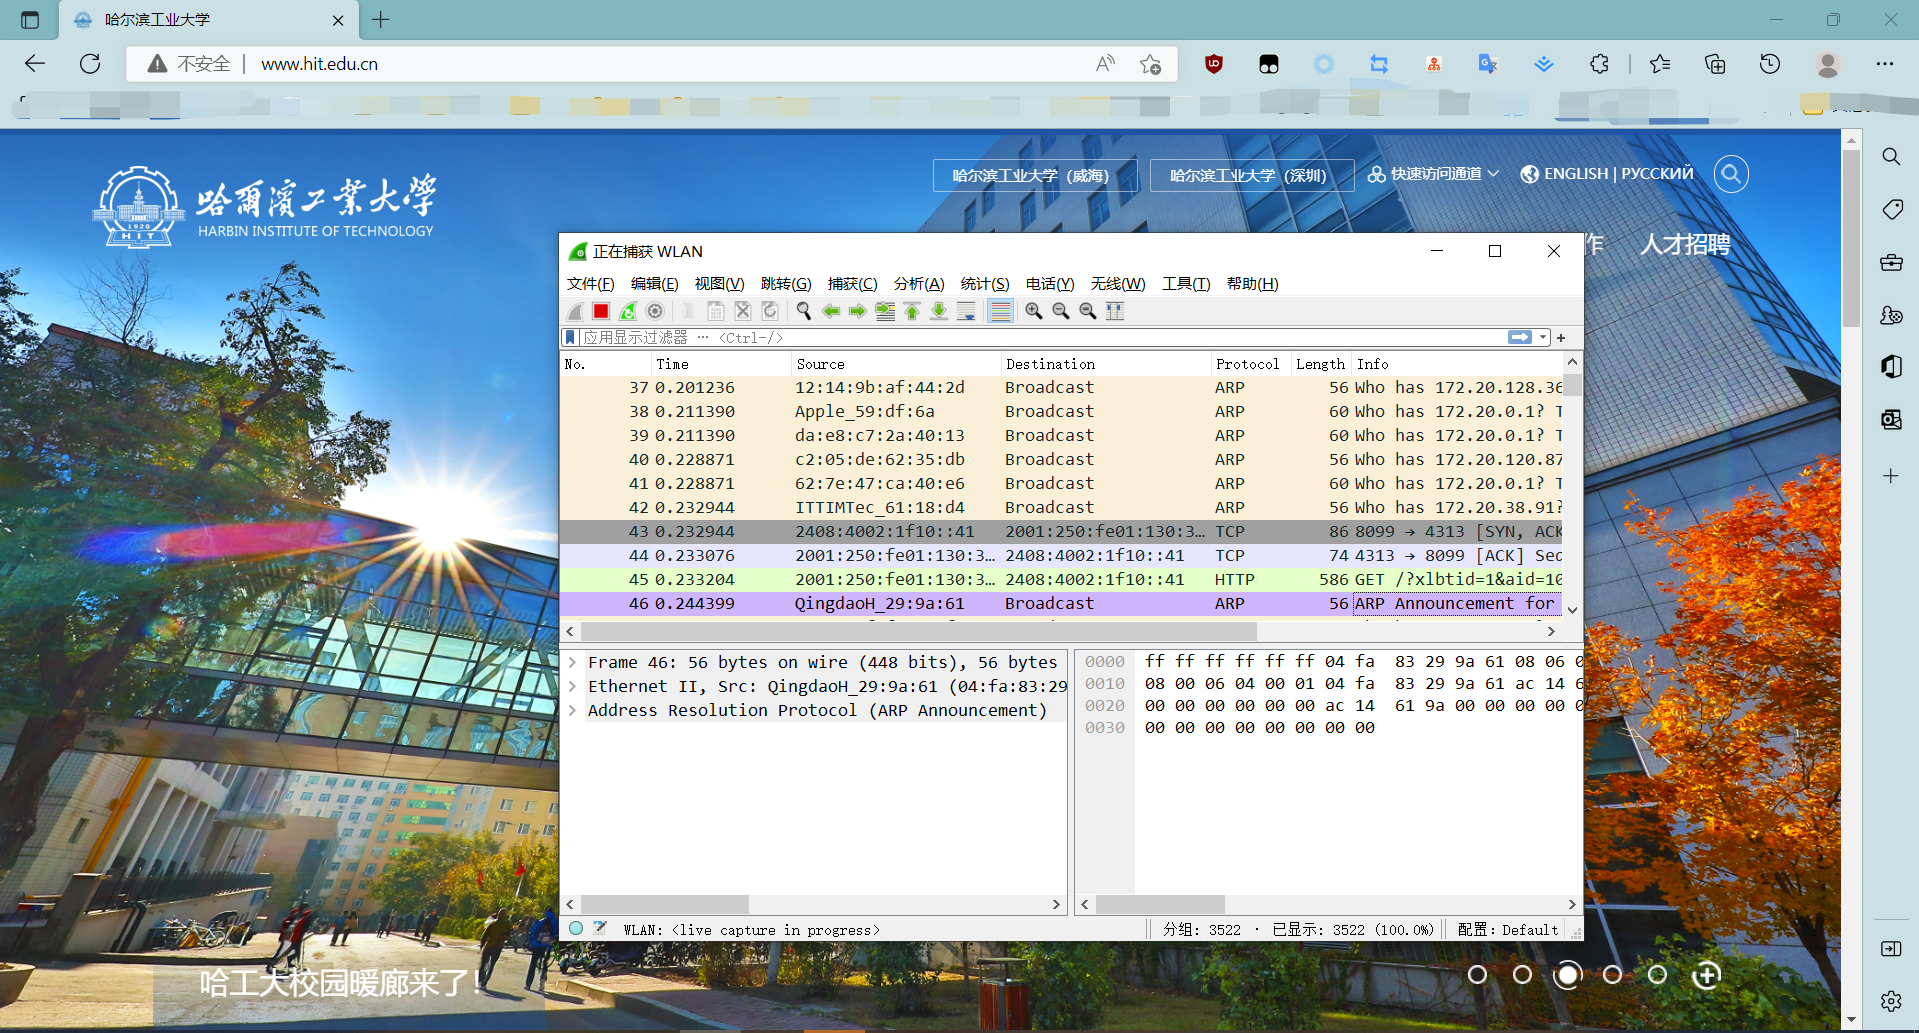 哈尔滨工业大学
不安全
www.hit.edu.cn
哈尔滨工业大学（威海）
哈尔滨工业大学（深圳）
快速访问通道
ENGLISH | РУССКИЙ
哈爾濱工業大學
HARBIN INSTITUTE OF TECHNOLOGY
1920
HIT
作
人才招聘
正在捕获 WLAN
文件(F) 编辑(E) 视图(V) 跳转(G) 捕获(C) 分析(A) 统计(S) 电话(Y) 无线(W) 工具(T) 帮助(H)
应用显示过滤器 … <Ctrl-/>
No. Time Source Destination Protocol Length Info
37 0.201236 12:14:9b:af:44:2d Broadcast ARP 56 Who has 172.20.128.36
38 0.211390 Apple_59:df:6a Broadcast ARP 60 Who has 172.20.0.1? T
39 0.211390 da:e8:c7:2a:40:13 Broadcast ARP 60 Who has 172.20.0.1? T
40 0.228871 c2:05:de:62:35:db Broadcast ARP 56 Who has 172.20.120.87
41 0.228871 62:7e:47:ca:40:e6 Broadcast ARP 60 Who has 172.20.0.1? T
42 0.232944 ITTIMTec_61:18:d4 Broadcast ARP 56 Who has 172.20.38.91?
43 0.232944 2408:4002:1f10::41 2001:250:fe01:130:3… TCP 86 8099 → 4313 [SYN, ACK
44 0.233076 2001:250:fe01:130:3… 2408:4002:1f10::41 TCP 74 4313 → 8099 [ACK] Seq
45 0.233204 2001:250:fe01:130:3… 2408:4002:1f10::41 HTTP 586 GET /?xlbtid=1&aid=10
46 0.244399 QingdaoH_29:9a:61 Broadcast ARP 56 ARP Announcement for
Frame 46: 56 bytes on wire (448 bits), 56 bytes
Ethernet II, Src: QingdaoH_29:9a:61 (04:fa:83:29
Address Resolution Protocol (ARP Announcement)
0000 ff ff ff ff ff ff 04 fa 83 29 9a 61 08 06 0
0010 08 00 06 04 00 01 04 fa 83 29 9a 61 ac 14 6
0020 00 00 00 00 00 00 ac 14 61 9a 00 00 00 00 0
0030 00 00 00 00 00 00 00 00
WLAN: <live capture in progress>
分组: 3522 · 已显示: 3522 (100.0%)
配置: Default
哈工大校园暖廊来了！